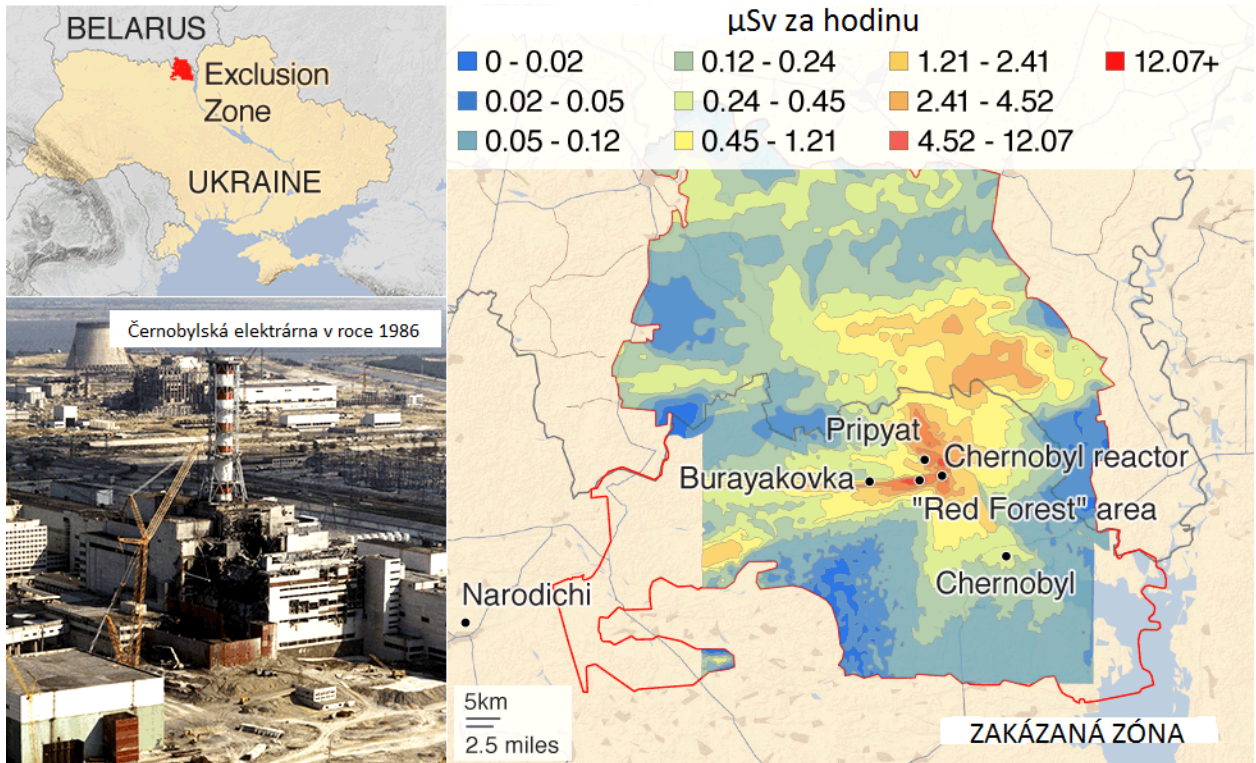 BELARUS
Exclusion
Zone
UKRAINE
Černobylská elektrárna v roce 1986
µSv za hodinu
0 - 0.02
0.12 - 0.24
1.21 - 2.41
12.07+
0.02 - 0.05
0.24 - 0.45
2.41 - 4.52
0.05 - 0.12
0.45 - 1.21
4.52 - 12.07
Pripyat
Chernobyl reactor
Burayakovka
"Red Forest" area
Chernobyl
Narodichi
5km
2.5 miles
ZAKÁZANÁ ZÓNA